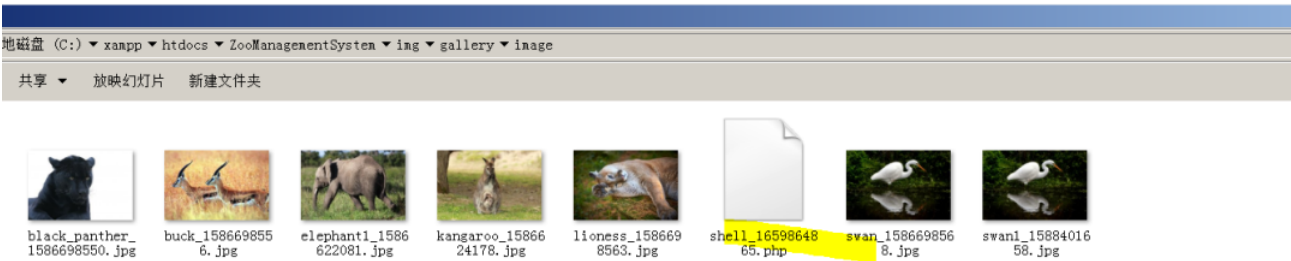 地磁盘 (C:) ▼ xampp ▼ htdocs ▼ ZooManagementSystem ▼ img ▼ gallery ▼ image
共享 ▼ 放映幻灯片 新建文件夹
black_panther_
1586698550.jpg
buck_158669855
6.jpg
elephant1_1586
622081.jpg
kangaroo_15866
24178.jpg
lioness_158669
8563.jpg
shell_16598648
65.php
swan_158669856
8.jpg
swan1_15884016
58.jpg